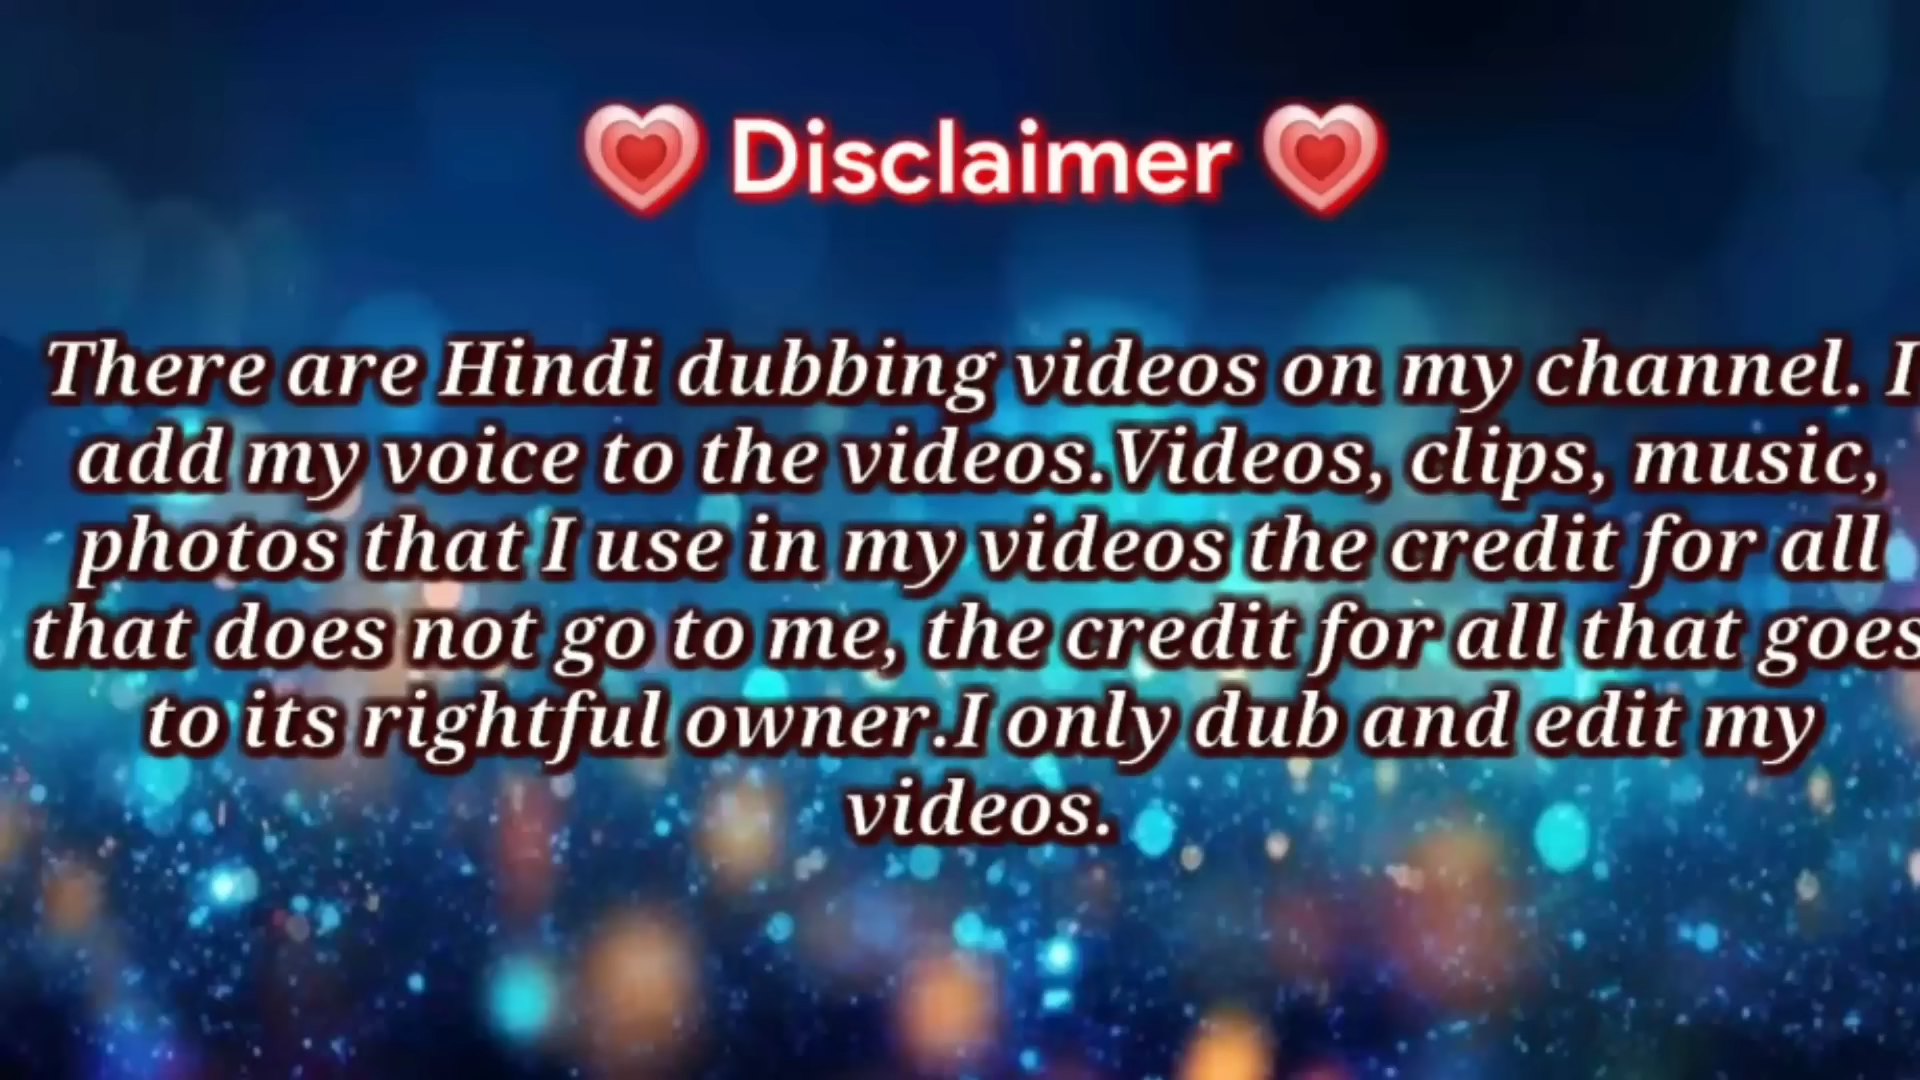 💗 Disclaimer 💗
There are Hindi dubbing videos on my channel. I
add my voice to the videos.Videos, clips, music,
photos that I use in my videos the credit for all
that does not go to me, the credit for all that goes
to its rightful owner.I only dub and edit my
videos.